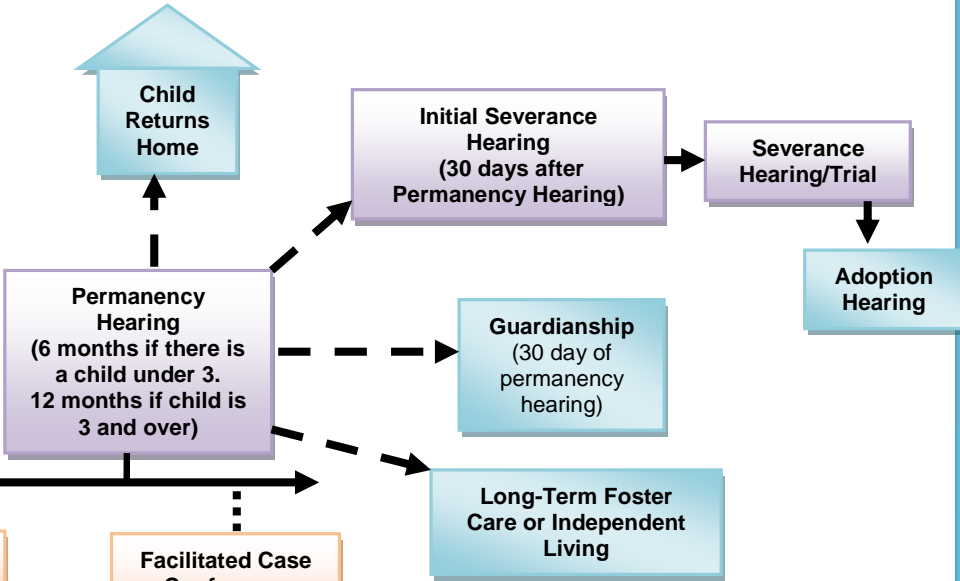 Child
Returns
Home
Initial Severance
Hearing
(30 days after
Permanency Hearing)
Severance
Hearing/Trial
Adoption
Hearing
Permanency
Hearing
(6 months if there is
a child under 3.
12 months if child is
3 and over)
Guardianship
(30 day of
permanency
hearing)
Long-Term Foster
Care or Independent
Living
Facilitated Case